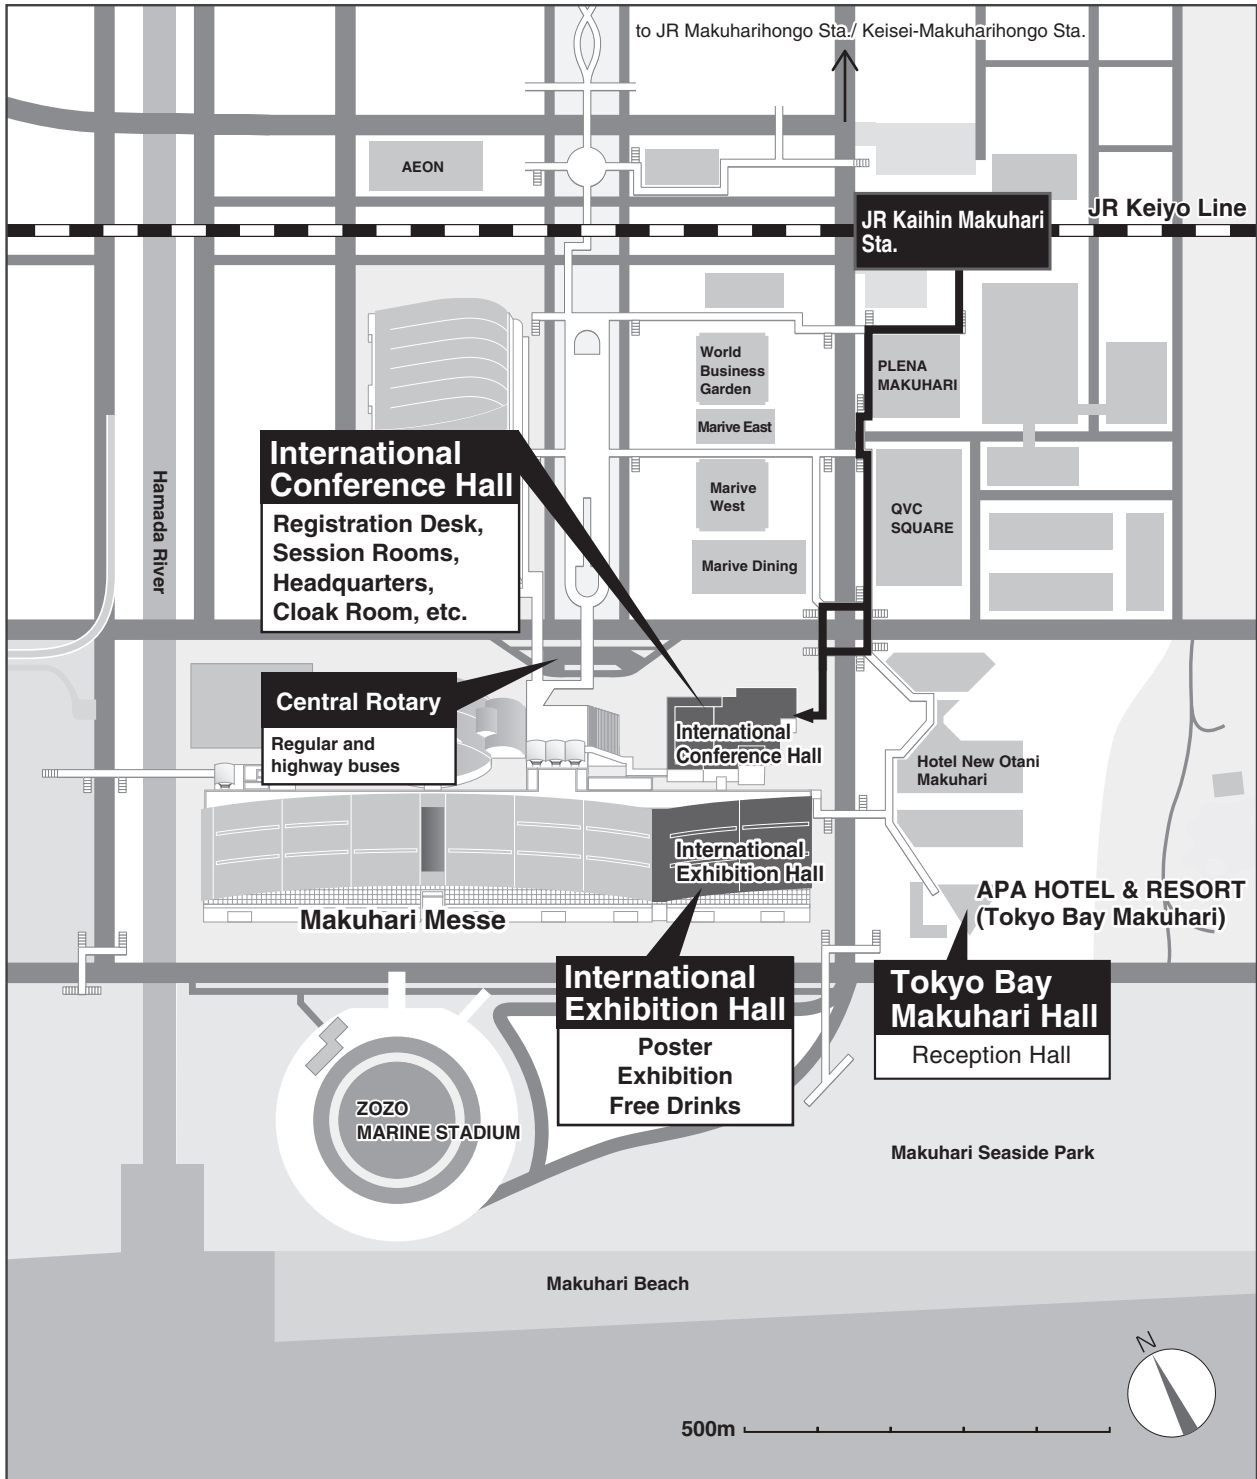 to JR Makuharihongo Sta./ Keisei-Makuharihongo Sta.
AEON
JR Keiyo Line
JR Kaihin Makuhari
Sta.
World
Business
Garden
PLENA
MAKUHARI
Marive East
International
Conference Hall
Registration Desk,
Session Rooms,
Headquarters,
Cloak Room, etc.
Hamada River
Marive
West
QVC
SQUARE
Marive Dining
Central Rotary
Regular and
highway buses
International
Conference Hall
Hotel New Otani
Makuhari
International
Exhibition Hall
Makuhari Messe
APA HOTEL & RESORT
(Tokyo Bay Makuhari)
International
Exhibition Hall
Poster
Exhibition
Free Drinks
Tokyo Bay
Makuhari Hall
Reception Hall
ZOZO
MARINE STADIUM
Makuhari Seaside Park
Makuhari Beach
N
500m